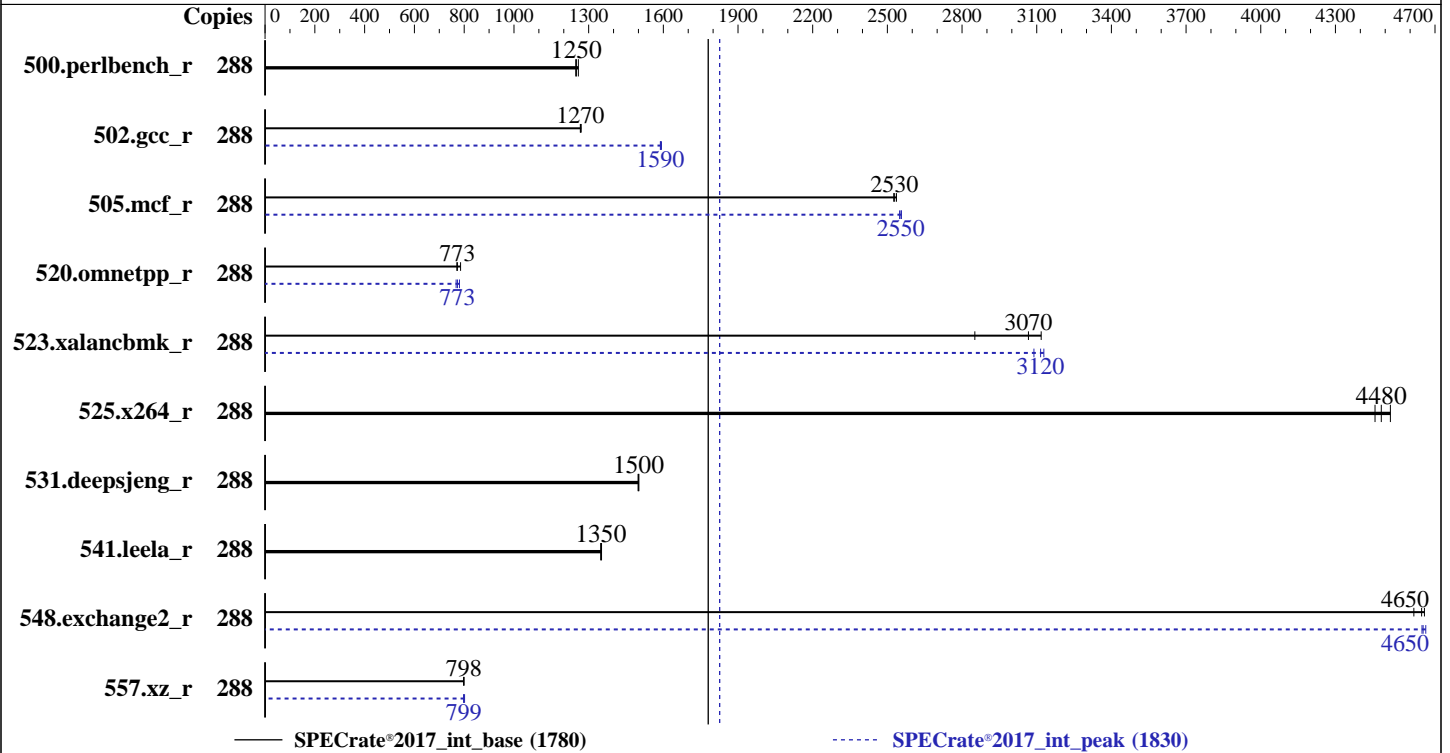 Copies 0 200 400 600 800 1000 1300 1600 1900 2200 2500 2800 3100 3400 3700 4000 4300 4700
500.perlbench_r 288 1250
502.gcc_r 288 1270
1590
505.mcf_r 288 2530
2550
520.omnetpp_r 288 773
773
523.xalancbmk_r 288 3070
3120
525.x264_r 288 4480
531.deepsjeng_r 288 1500
541.leela_r 288 1350
548.exchange2_r 288 4650
4650
557.xz_r 288 798
799
SPECrate®2017_int_base (1780) SPECrate®2017_int_peak (1830)